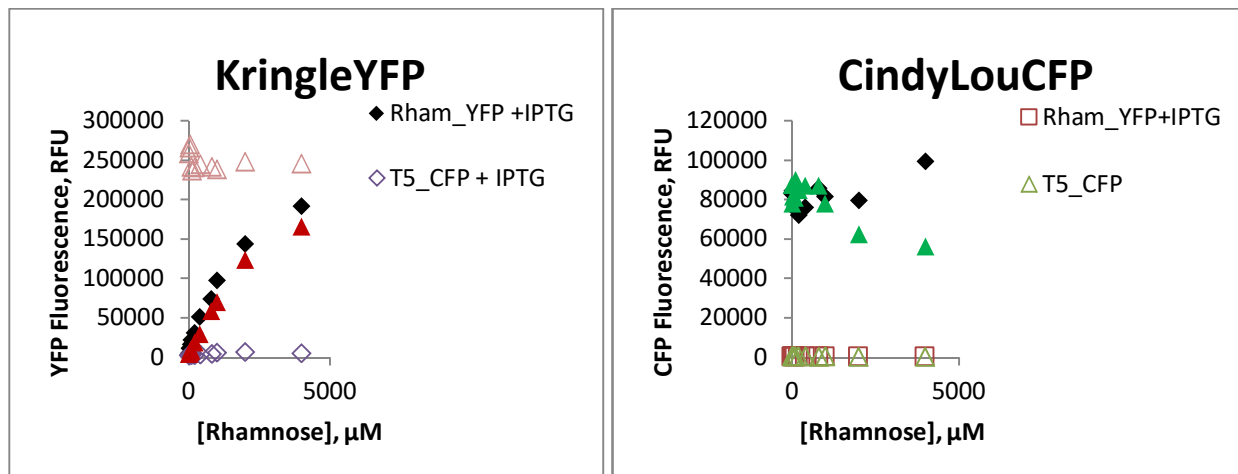 KringleYFP
YFP Fluorescence, RFU
300000
250000
200000
150000
100000
50000
0
0
5000
[Rhamnose], µM
Rham_YFP +IPTG
T5_CFP + IPTG
CindyLouCFP
CFP Fluorescence, RFU
120000
100000
80000
60000
40000
20000
0
0
5000
[Rhamnose], µM
Rham_YFP+IPTG
T5_CFP